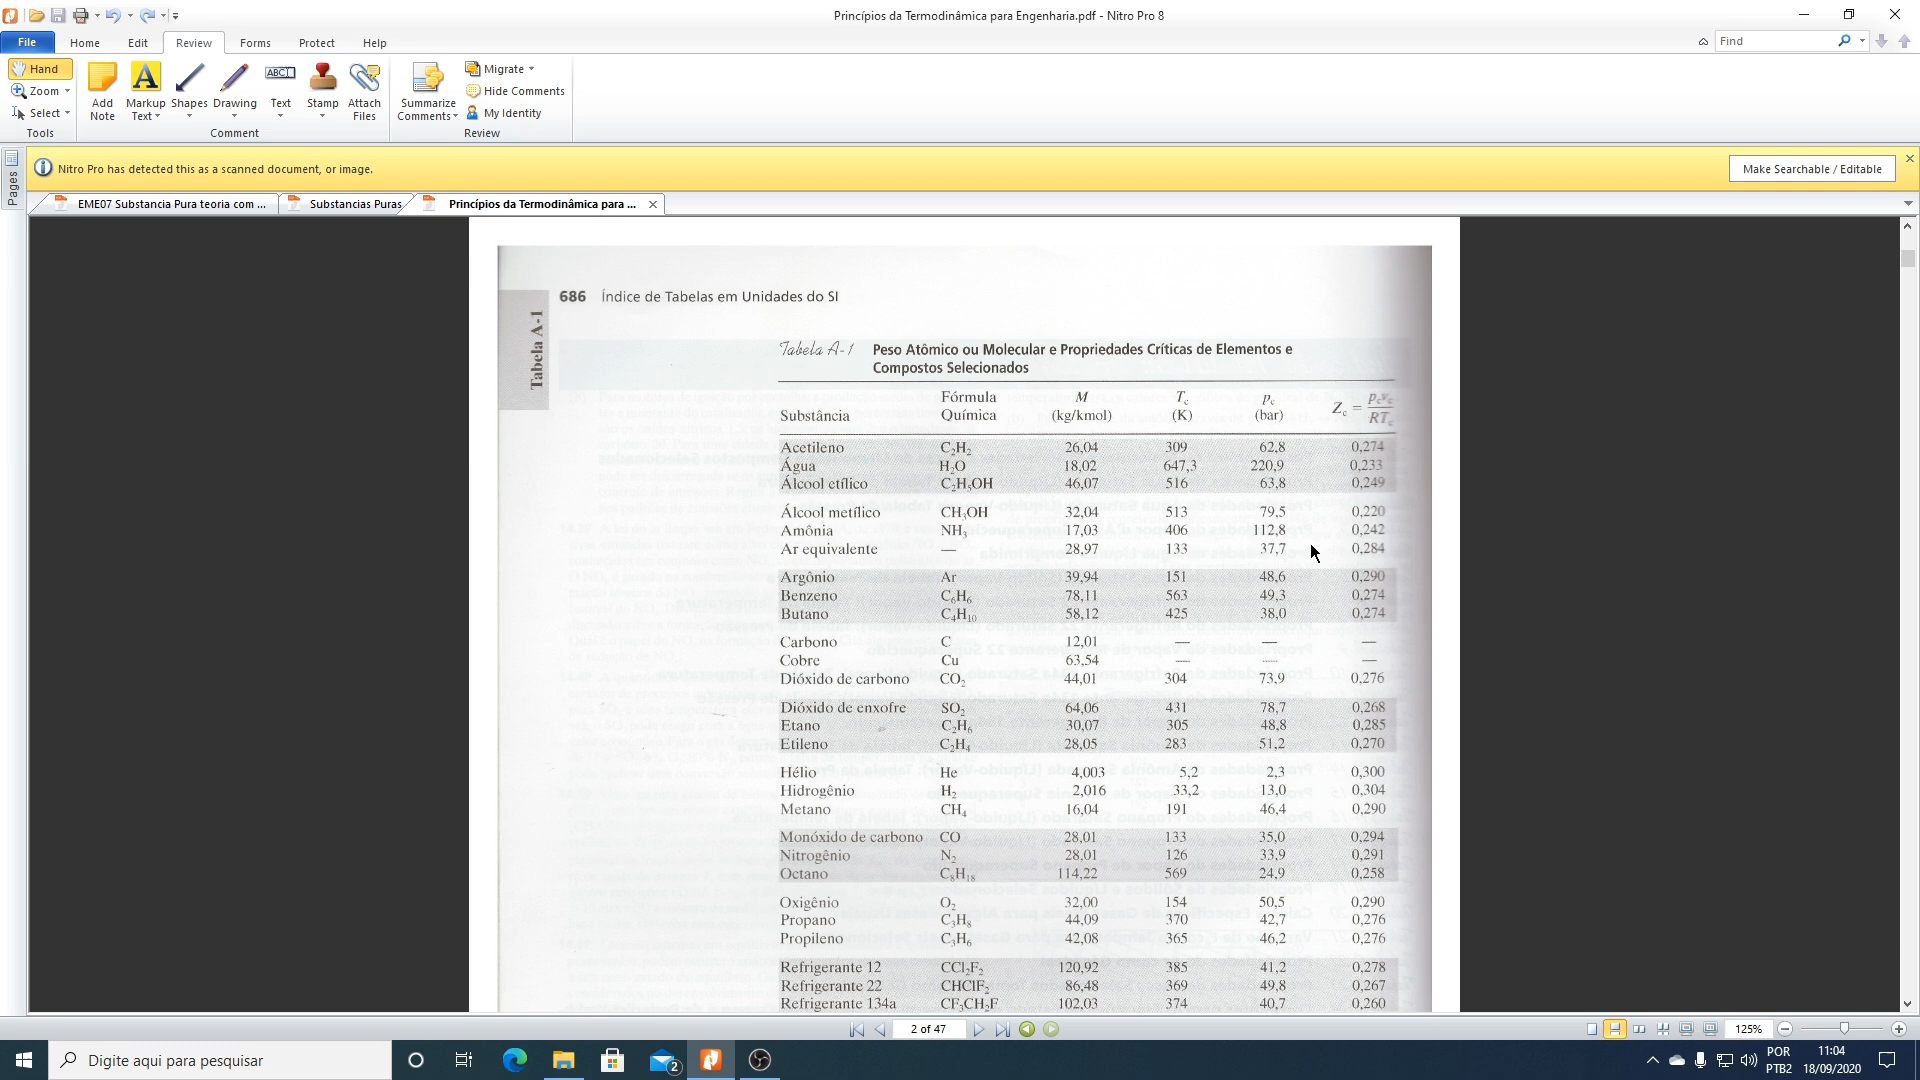 Princípios da Termodinâmica para Engenharia.pdf - Nitro Pro 8
File Home Edit Review Forms Protect Help
Find
Hand
Zoom
Select
Tools
Add Note
Markup Text
Shapes
Drawing
Text
Stamp
Attach Files
Comment
Summarize Comments
Migrate
Hide Comments
My Identity
Review
Pages
Nitro Pro has detected this as a scanned document, or image.
Make Searchable / Editable
EME07 Substancia Pura teoria com ...
Substancias Puras
Princípios da Termodinâmica para ...
686 Índice de Tabelas em Unidades do SI
Tabela A-1
Tabela A-1 Peso Atômico ou Molecular e Propriedades Críticas de Elementos e
Compostos Selecionados
Substância Fórmula Química M (kg/kmol) Tc (K) pc (bar) Zc = pcvc / RTc
Acetileno C₂H₂ 26,04 309 62,8 0,274
Água H₂O 18,02 647,3 220,9 0,233
Álcool etílico C₂H₅OH 46,07 516 63,8 0,249
Álcool metílico CH₃OH 32,04 513 79,5 0,220
Amônia NH₃ 17,03 406 112,8 0,242
Ar equivalente — 28,97 133 37,7 0,284
Argônio Ar 39,94 151 48,6 0,290
Benzeno C₆H₆ 78,11 563 49,3 0,274
Butano C₄H₁₀ 58,12 425 38,0 0,274
Carbono C 12,01 — — —
Cobre Cu 63,54 — — —
Dióxido de carbono CO₂ 44,01 304 73,9 0,276
Dióxido de enxofre SO₂ 64,06 431 78,7 0,268
Etano C₂H₆ 30,07 305 48,8 0,285
Etileno C₂H₄ 28,05 283 51,2 0,270
Hélio He 4,003 5,2 2,3 0,300
Hidrogênio H₂ 2,016 33,2 13,0 0,304
Metano CH₄ 16,04 191 46,4 0,290
Monóxido de carbono CO 28,01 133 35,0 0,294
Nitrogênio N₂ 28,01 126 33,9 0,291
Octano C₈H₁₈ 114,22 569 24,9 0,258
Oxigênio O₂ 32,00 154 50,5 0,290
Propano C₃H₈ 44,09 370 42,7 0,276
Propileno C₃H₆ 42,08 365 46,2 0,276
Refrigerante 12 CCl₂F₂ 120,92 385 41,2 0,278
Refrigerante 22 CHClF₂ 86,48 369 49,8 0,267
Refrigerante 134a CF₃CH₂F 102,03 374 40,7 0,260
2 of 47
125%
Digite aqui para pesquisar
2
POR
PTB2
11:04
18/09/2020